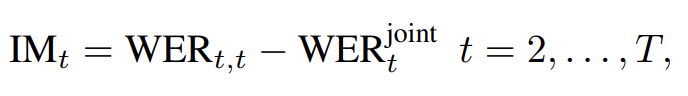 IM_t = WER_{t,t} − WER_t^{joint} t = 2, . . . , T,